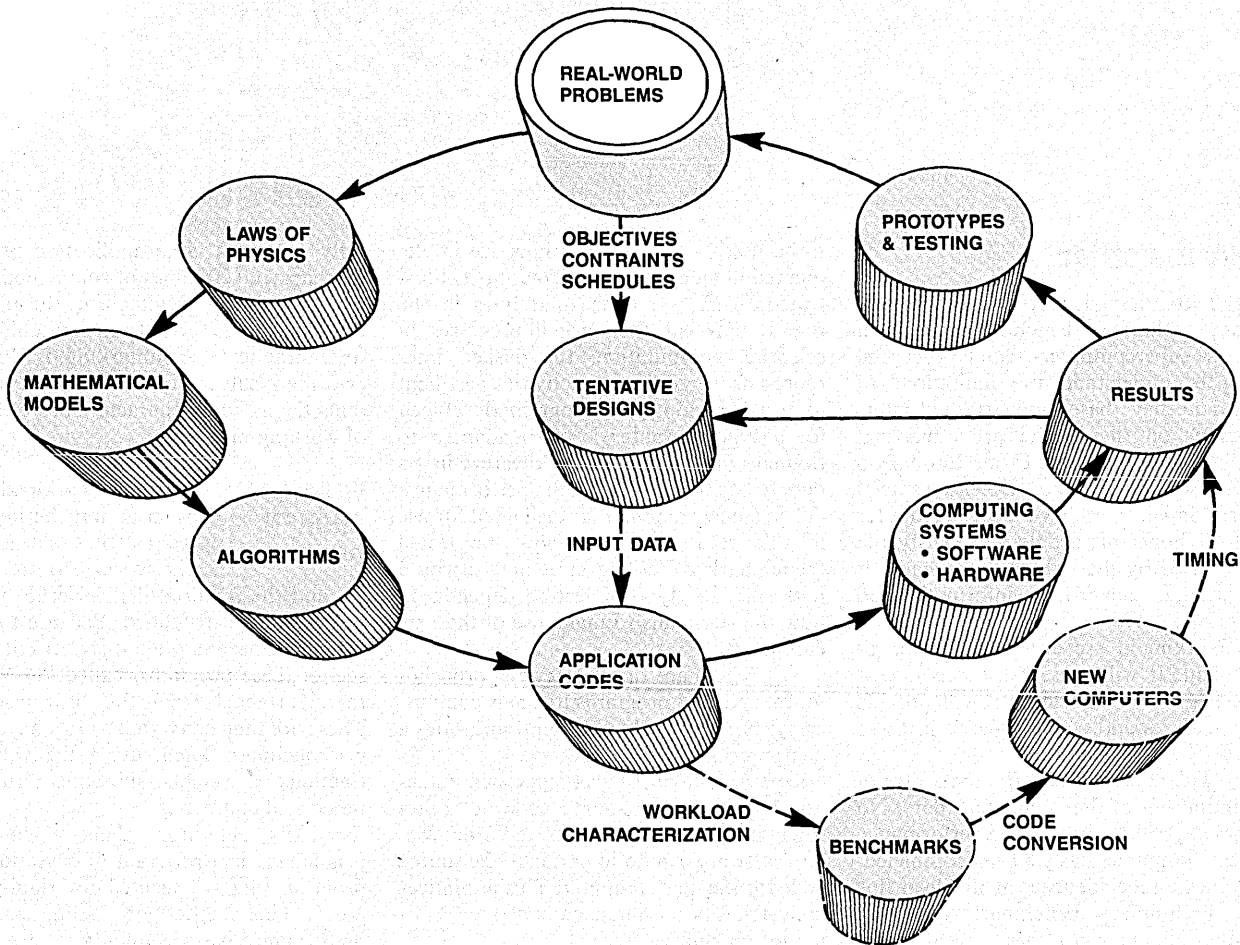 REAL-WORLD
PROBLEMS
LAWS OF
PHYSICS
OBJECTIVES
CONTRAINTS
SCHEDULES
PROTOTYPES
& TESTING
MATHEMATICAL
MODELS
TENTATIVE
DESIGNS
RESULTS
ALGORITHMS
INPUT DATA
COMPUTING
SYSTEMS
• SOFTWARE
• HARDWARE
TIMING
APPLICATION
CODES
NEW
COMPUTERS
WORKLOAD
CHARACTERIZATION
BENCHMARKS
CODE
CONVERSION